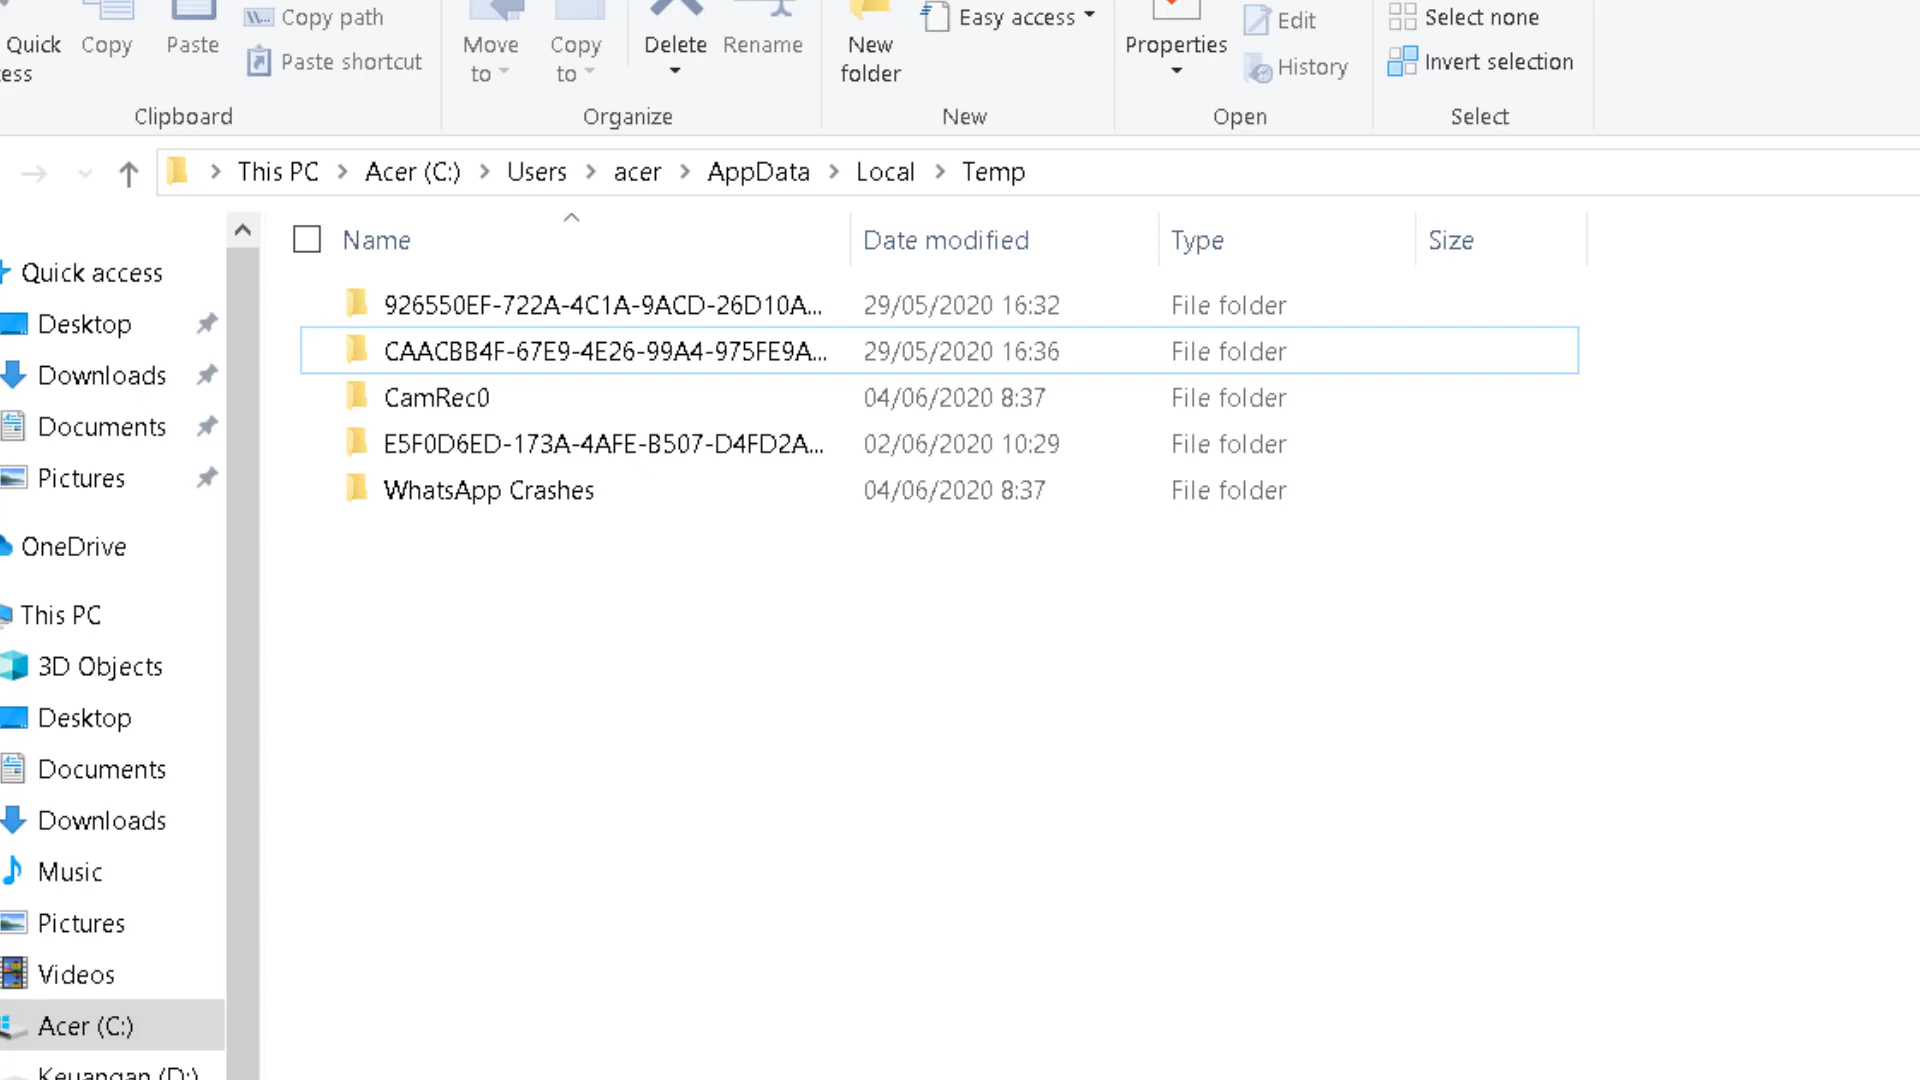 Quick
ess
Copy
Paste
Copy path
Paste shortcut
Clipboard
Move
to
Copy
to
Delete
Rename
Organize
New
folder
Easy access
New
Properties
Edit
History
Open
Select none
Invert selection
Select
This PC
Acer (C:)
Users
acer
AppData
Local
Temp
Name
Date modified
Type
Size
926550EF-722A-4C1A-9ACD-26D10A... 29/05/2020 16:32 File folder
CAACBB4F-67E9-4E26-99A4-975FE9A... 29/05/2020 16:36 File folder
CamRec0 04/06/2020 8:37 File folder
E5F0D6ED-173A-4AFE-B507-D4FD2A... 02/06/2020 10:29 File folder
WhatsApp Crashes 04/06/2020 8:37 File folder
Quick access
Desktop
Downloads
Documents
Pictures
OneDrive
This PC
3D Objects
Desktop
Documents
Downloads
Music
Pictures
Videos
Acer (C:)
Keuangan (D:)